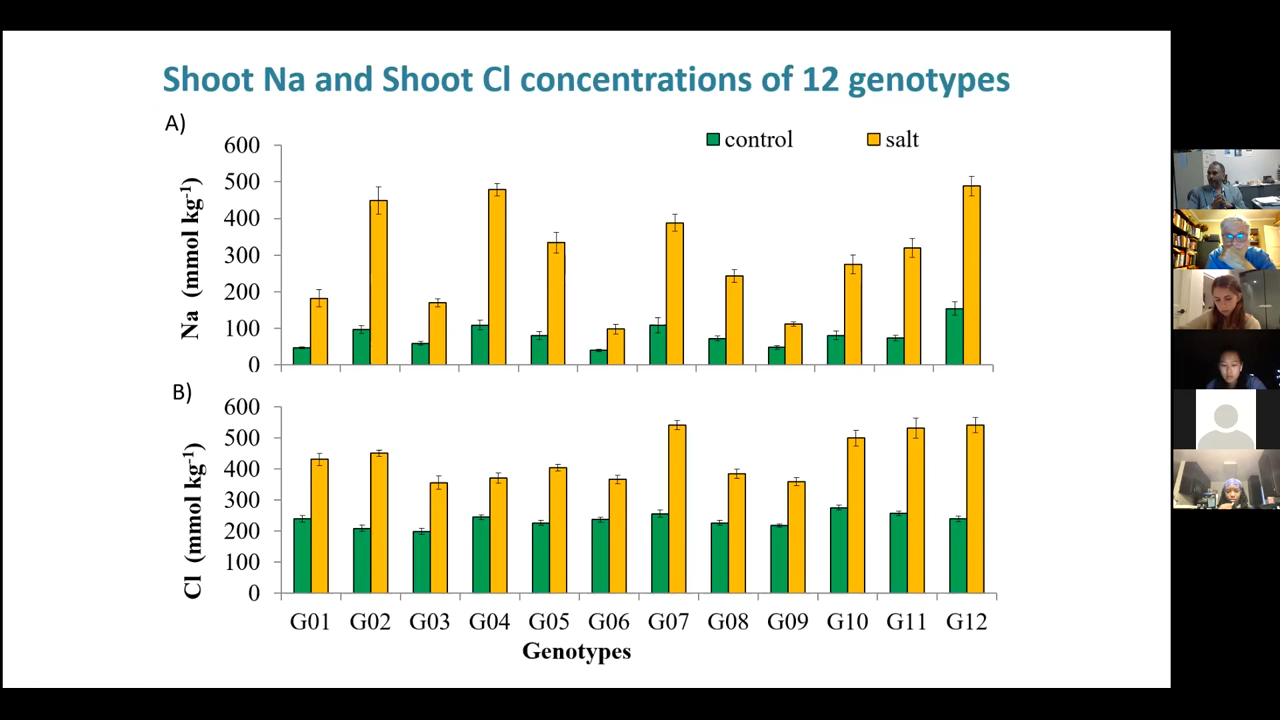 Shoot Na and Shoot Cl concentrations of 12 genotypes
A)
control
salt
Na (mmol kg⁻¹)
600
500
400
300
200
100
0
B)
Cl (mmol kg⁻¹)
600
500
400
300
200
100
0
G01 G02 G03 G04 G05 G06 G07 G08 G09 G10 G11 G12
Genotypes